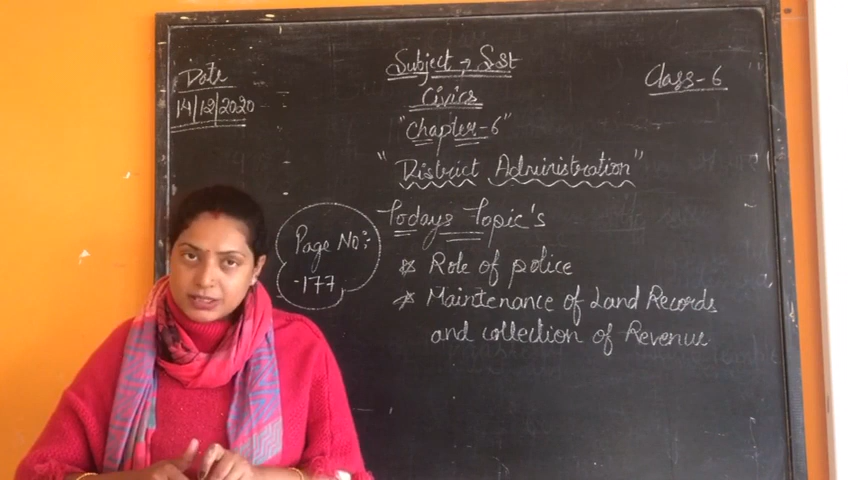 Date
14/12/2020
Subject → S.st
Class-6
Civics
"Chapter-6"
"District Administration"
Todays Topic's
Page No:-
-177
☆ Role of police
☆ Maintenance of Land Records
and collection of Revenue